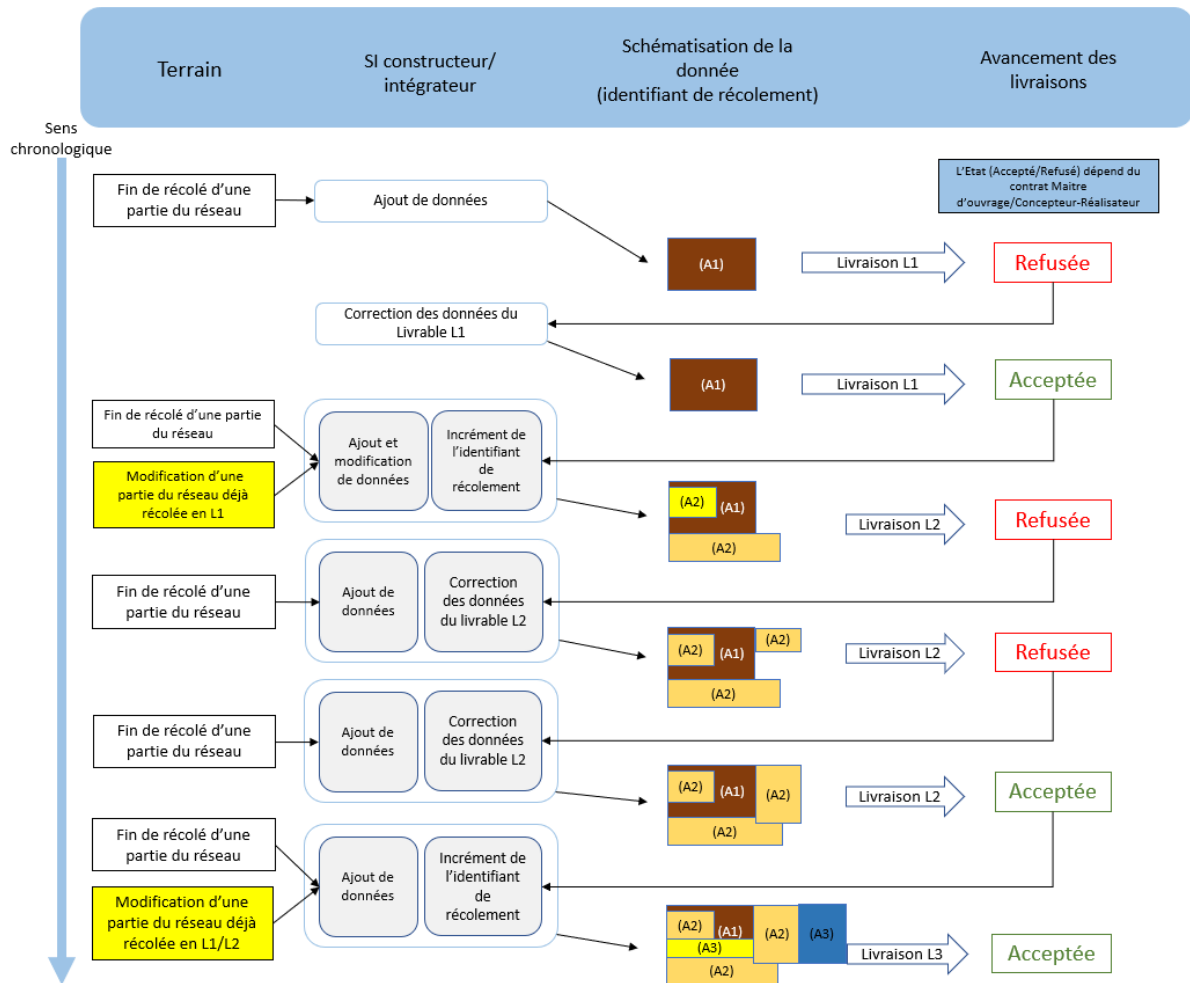 Terrain
SI constructeur/
intégrateur
Schématisation de la
donnée
(identifiant de récolement)
Avancement des
livraisons
Sens
chronologique
Fin de récolé d’une
partie du réseau
Ajout de données
L’Etat (Accepté/Refusé) dépend du
contrat Maitre
d’ouvrage/Concepteur-Réalisateur
(A1)
Livraison L1
Refusée
Correction des données du
Livrable L1
(A1)
Livraison L1
Acceptée
Fin de récolé d’une partie
du réseau
Modification d’une
partie du réseau déjà
récolée en L1
Ajout et
modification
de données
Incrément de
l’identifiant
de
récolement
(A2)
(A1)
(A2)
Livraison L2
Refusée
Fin de récolé d’une
partie du réseau
Ajout de
données
Correction
des données
du livrable L2
(A2)
(A1)
(A2)
(A2)
Livraison L2
Refusée
Fin de récolé d’une
partie du réseau
Ajout de
données
Correction
des données
du livrable L2
(A2)
(A1)
(A2)
(A2)
Livraison L2
Acceptée
Fin de récolé d’une
partie du réseau
Modification d’une
partie du réseau déjà
récolée en L1/L2
Ajout de
données
Incrément de
l’identifiant
de
récolement
(A2)
(A1)
(A2)
(A3)
(A3)
(A2)
Livraison L3
Acceptée